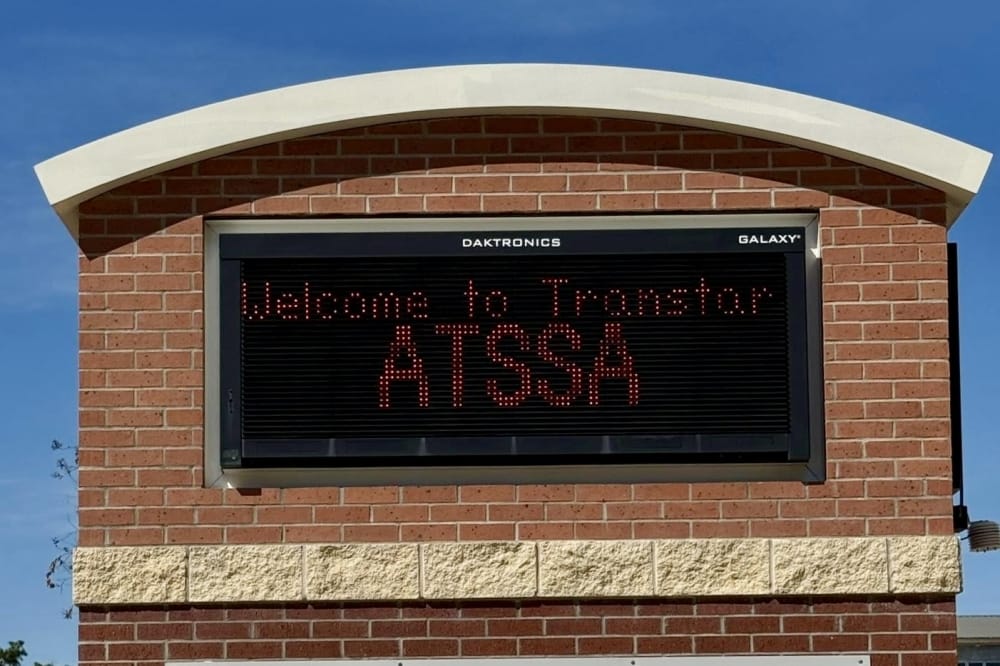 DAKTRONICS GALAXY®
Welcome to Transtar
ATSSA